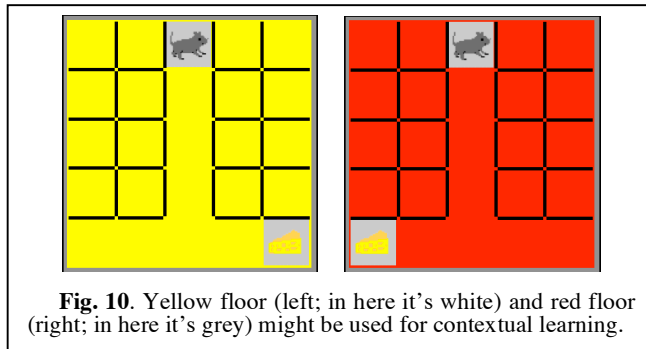 Fig. 10. Yellow floor (left; in here it's white) and red floor
(right; in here it's grey) might be used for contextual learning.